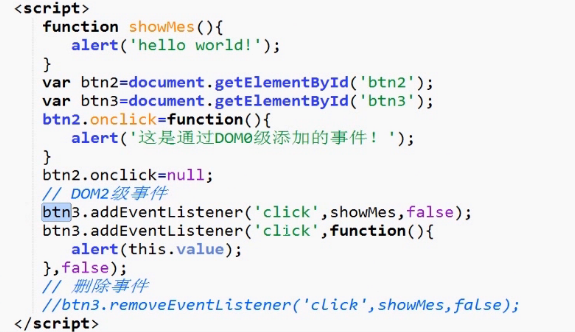 <script>
function showMes(){
alert('hello world!');
}
var btn2=document.getElementById('btn2');
var btn3=document.getElementById('btn3');
btn2.onclick=function(){
alert('这是通过DOM0级添加的事件！');
}
btn2.onclick=null;
// DOM2级事件
btn3.addEventListener('click',showMes,false);
btn3.addEventListener('click',function(){
alert(this.value);
},false);
// 删除事件
//btn3.removeEventListener('click',showMes,false);
</script>